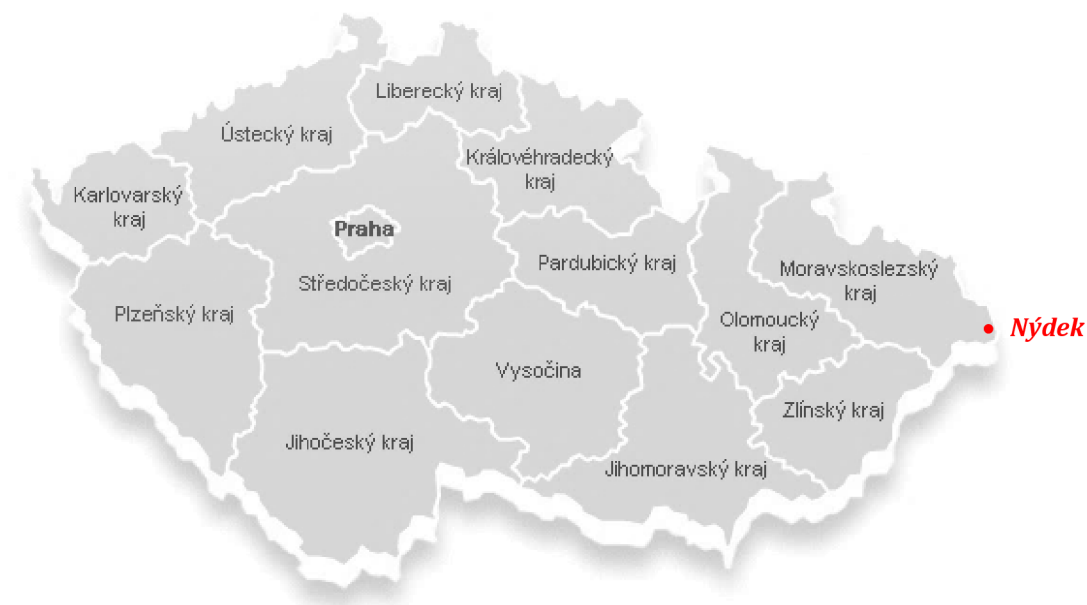 Liberecký kraj
Ústecký kraj
Královéhradecký
kraj
Karlovarský
kraj
Praha
Pardubický kraj
Moravskoslezský
kraj
Středočeský kraj
Plzeňský kraj
Olomoucký
kraj
Nýdek
Vysočina
Zlínský kraj
Jihočeský kraj
Jihomoravský kraj